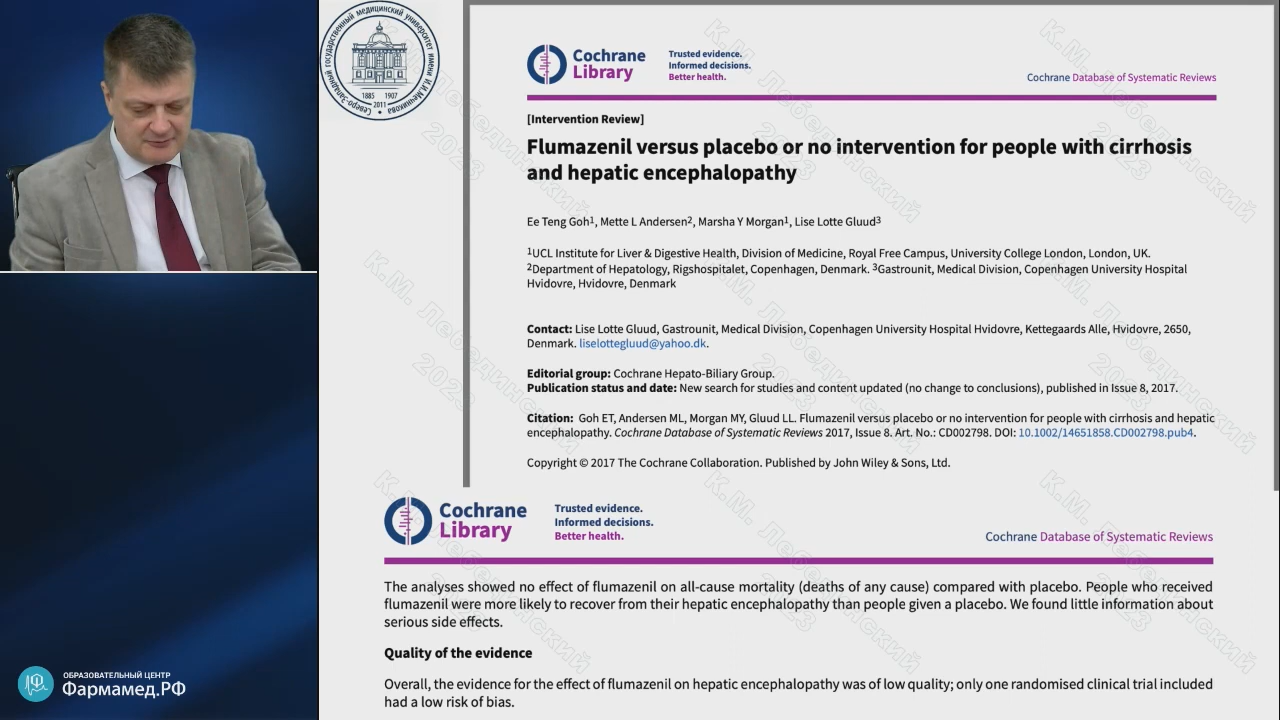 Северо-Западный государственный медицинский университет имени И.И.Мечникова
1885 1907
2011
Cochrane
Library
Trusted evidence.
Informed decisions.
Better health.
Cochrane Database of Systematic Reviews
[Intervention Review]
Flumazenil versus placebo or no intervention for people with cirrhosis
and hepatic encephalopathy
Ee Teng Goh1, Mette L Andersen2, Marsha Y Morgan1, Lise Lotte Gluud3
1UCL Institute for Liver & Digestive Health, Division of Medicine, Royal Free Campus, University College London, London, UK.
2Department of Hepatology, Rigshospitalet, Copenhagen, Denmark. 3Gastrounit, Medical Division, Copenhagen University Hospital
Hvidovre, Hvidovre, Denmark
Contact: Lise Lotte Gluud, Gastrounit, Medical Division, Copenhagen University Hospital Hvidovre, Kettegaards Alle, Hvidovre, 2650,
Denmark. liselottegluud@yahoo.dk.
Editorial group: Cochrane Hepato-Biliary Group.
Publication status and date: New search for studies and content updated (no change to conclusions), published in Issue 8, 2017.
Citation: Goh ET, Andersen ML, Morgan MY, Gluud LL. Flumazenil versus placebo or no intervention for people with cirrhosis and hepatic
encephalopathy. Cochrane Database of Systematic Reviews 2017, Issue 8. Art. No.: CD002798. DOI: 10.1002/14651858.CD002798.pub4.
Copyright © 2017 The Cochrane Collaboration. Published by John Wiley & Sons, Ltd.
Cochrane
Library
Trusted evidence.
Informed decisions.
Better health.
Cochrane Database of Systematic Reviews
The analyses showed no effect of flumazenil on all-cause mortality (deaths of any cause) compared with placebo. People who received
flumazenil were more likely to recover from their hepatic encephalopathy than people given a placebo. We found little information about
serious side effects.
Quality of the evidence
Overall, the evidence for the effect of flumazenil on hepatic encephalopathy was of low quality; only one randomised clinical trial included
had a low risk of bias.
К.М. Лебединский
2023
ОБРАЗОВАТЕЛЬНЫЙ ЦЕНТР
Фармамед.РФ